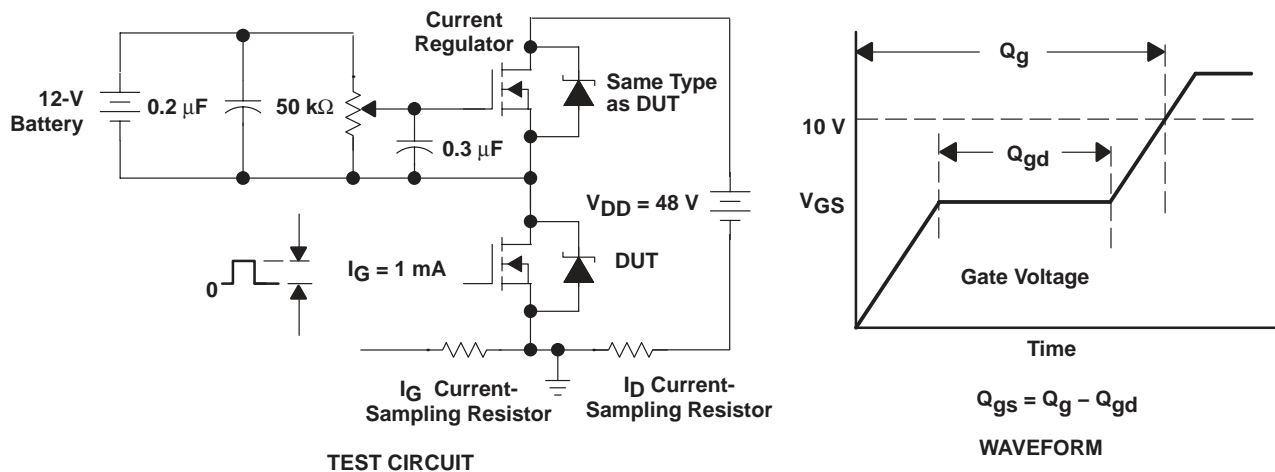 Current
Regulator
12-V
Battery
0.2 μF
50 kΩ
0.3 μF
Same Type
as DUT
VDD = 48 V
0
IG = 1 mA
DUT
IG Current-
Sampling Resistor
ID Current-
Sampling Resistor
TEST CIRCUIT
Qg
10 V
Qgd
VGS
Gate Voltage
Time
Qgs = Qg – Qgd
WAVEFORM